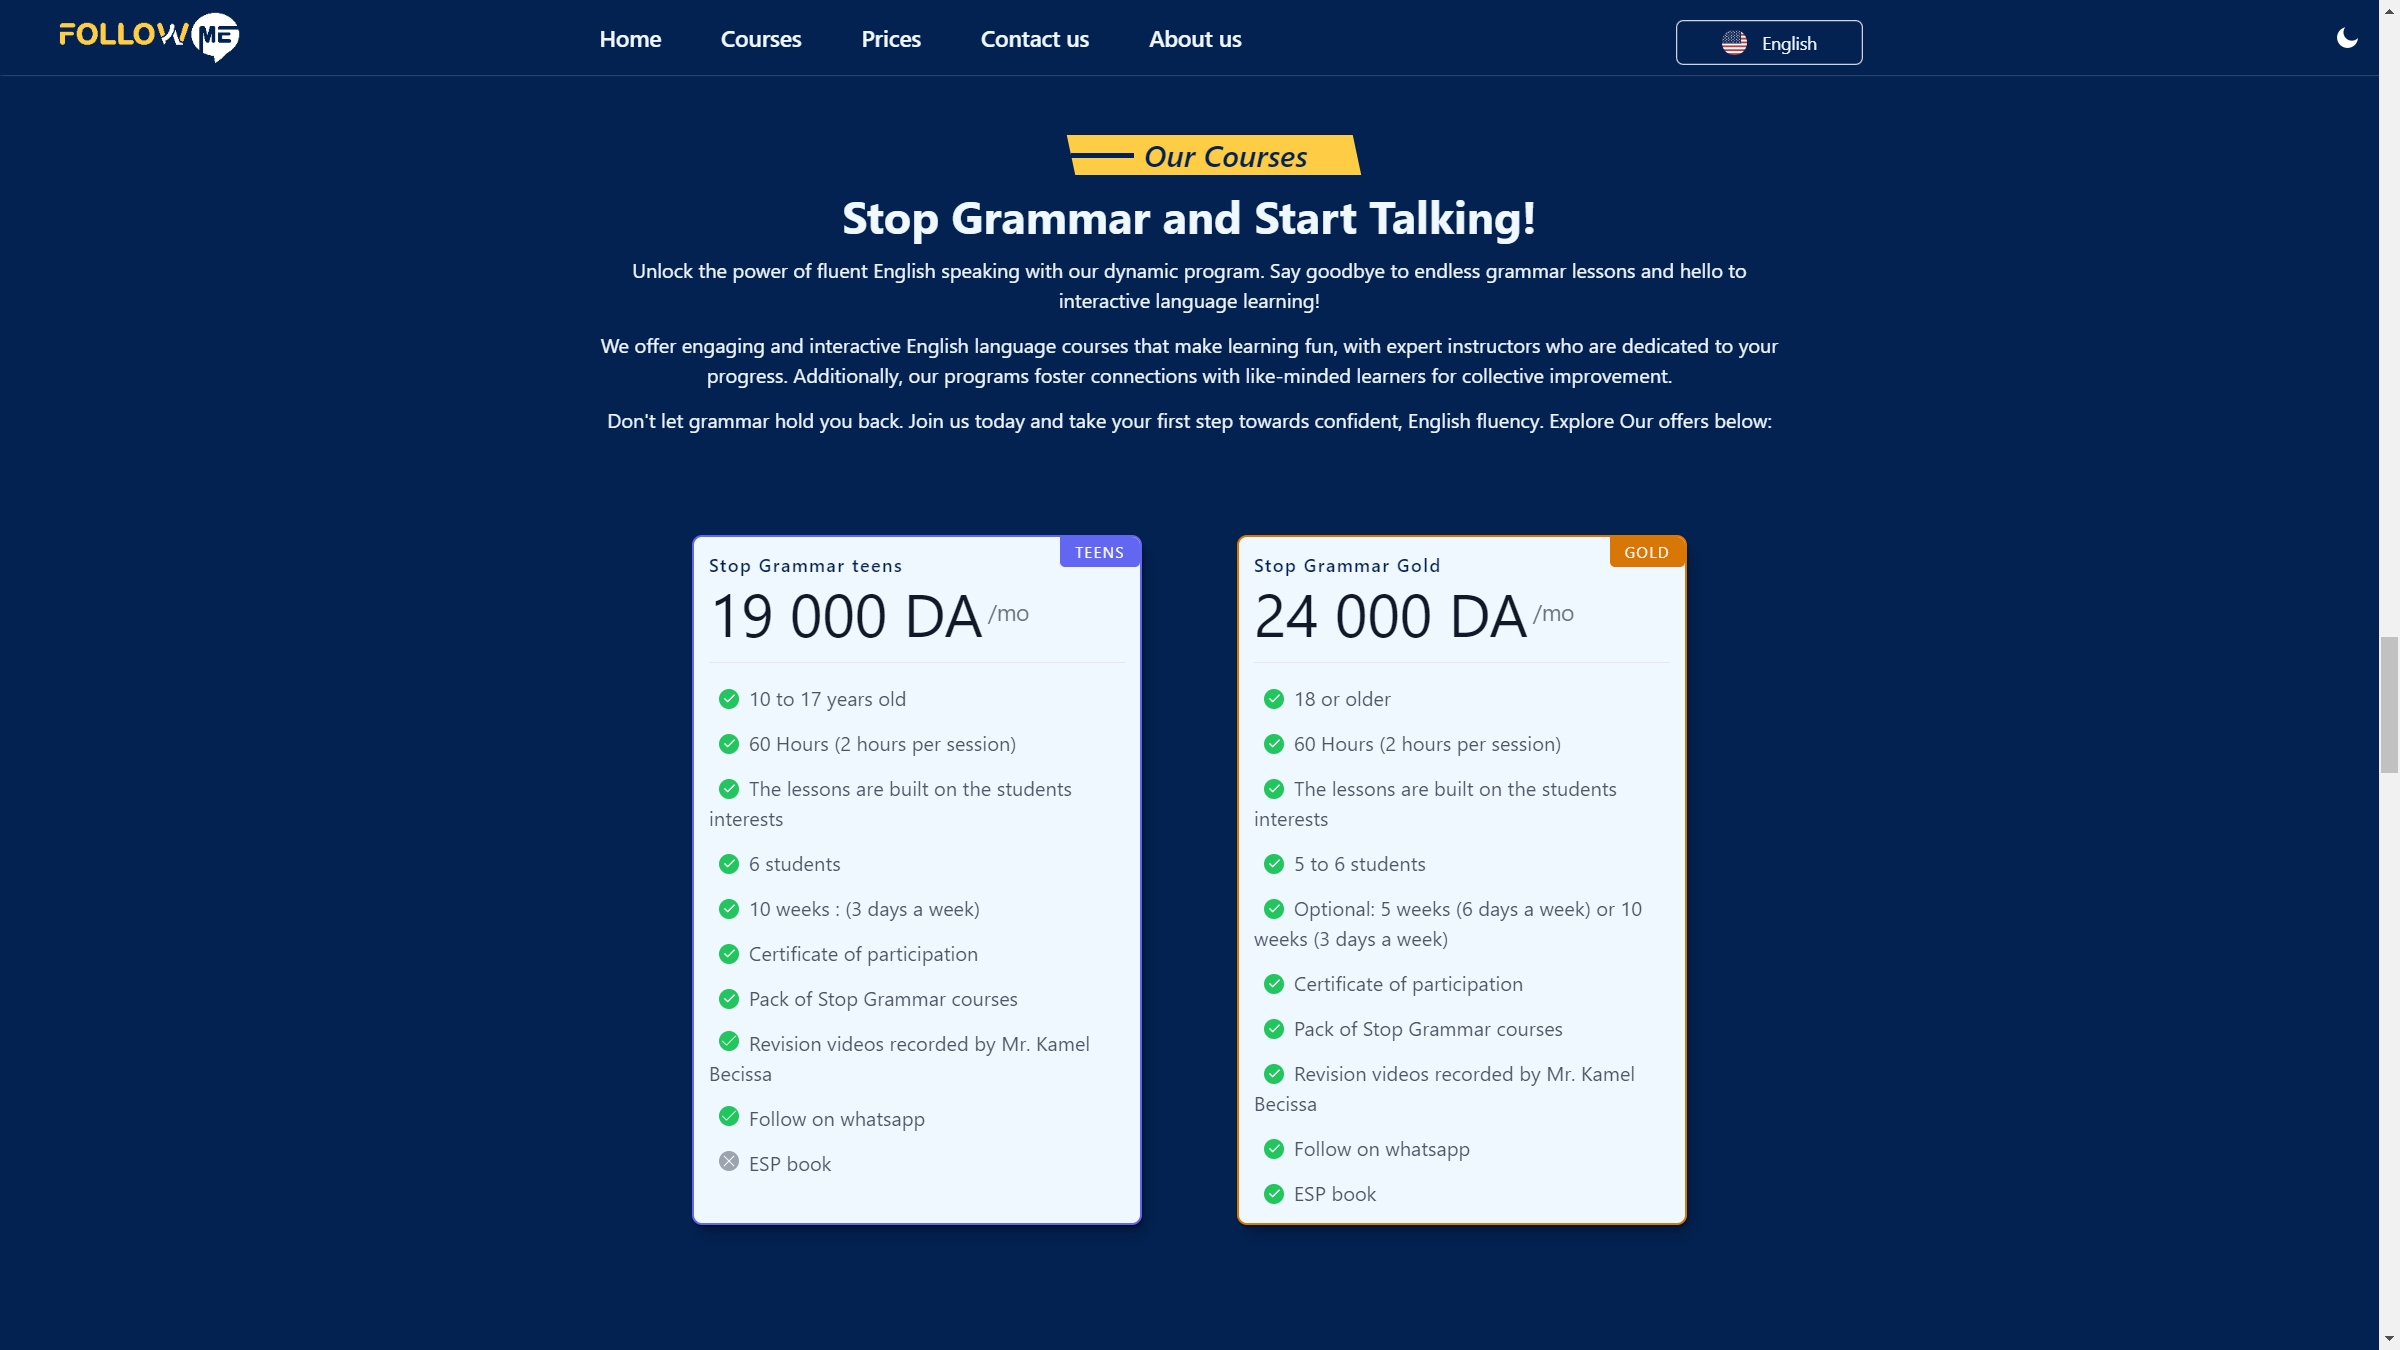 FOLLOW ME
Home
Courses
Prices
Contact us
About us
English
Our Courses
Stop Grammar and Start Talking!
Unlock the power of fluent English speaking with our dynamic program. Say goodbye to endless grammar lessons and hello to
interactive language learning!
We offer engaging and interactive English language courses that make learning fun, with expert instructors who are dedicated to your
progress. Additionally, our programs foster connections with like-minded learners for collective improvement.
Don't let grammar hold you back. Join us today and take your first step towards confident, English fluency. Explore Our offers below:
TEENS
Stop Grammar teens
19 000 DA /mo
10 to 17 years old
60 Hours (2 hours per session)
The lessons are built on the students
interests
6 students
10 weeks : (3 days a week)
Certificate of participation
Pack of Stop Grammar courses
Revision videos recorded by Mr. Kamel
Becissa
Follow on whatsapp
ESP book
GOLD
Stop Grammar Gold
24 000 DA /mo
18 or older
60 Hours (2 hours per session)
The lessons are built on the students
interests
5 to 6 students
Optional: 5 weeks (6 days a week) or 10
weeks (3 days a week)
Certificate of participation
Pack of Stop Grammar courses
Revision videos recorded by Mr. Kamel
Becissa
Follow on whatsapp
ESP book